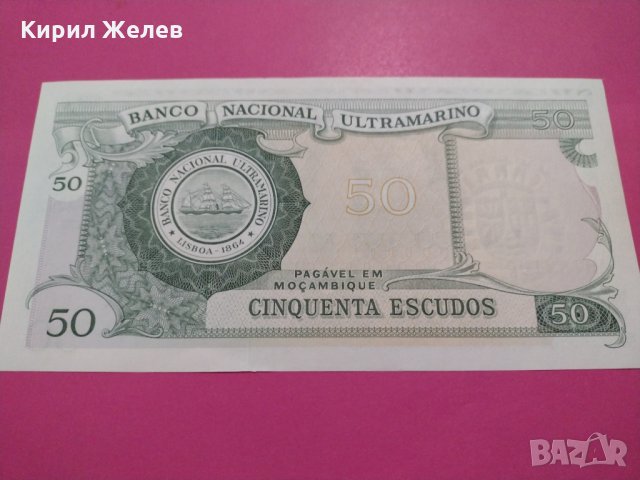 Кирил Желев
BANCO NACIONAL ULTRAMARINO
50
50
BANCO NACIONAL ULTRAMARINO
LISBOA - 1864
50
PAGÁVEL EM
MOÇAMBIQUE
CINQUENTA ESCUDOS
50
50
BAZAR